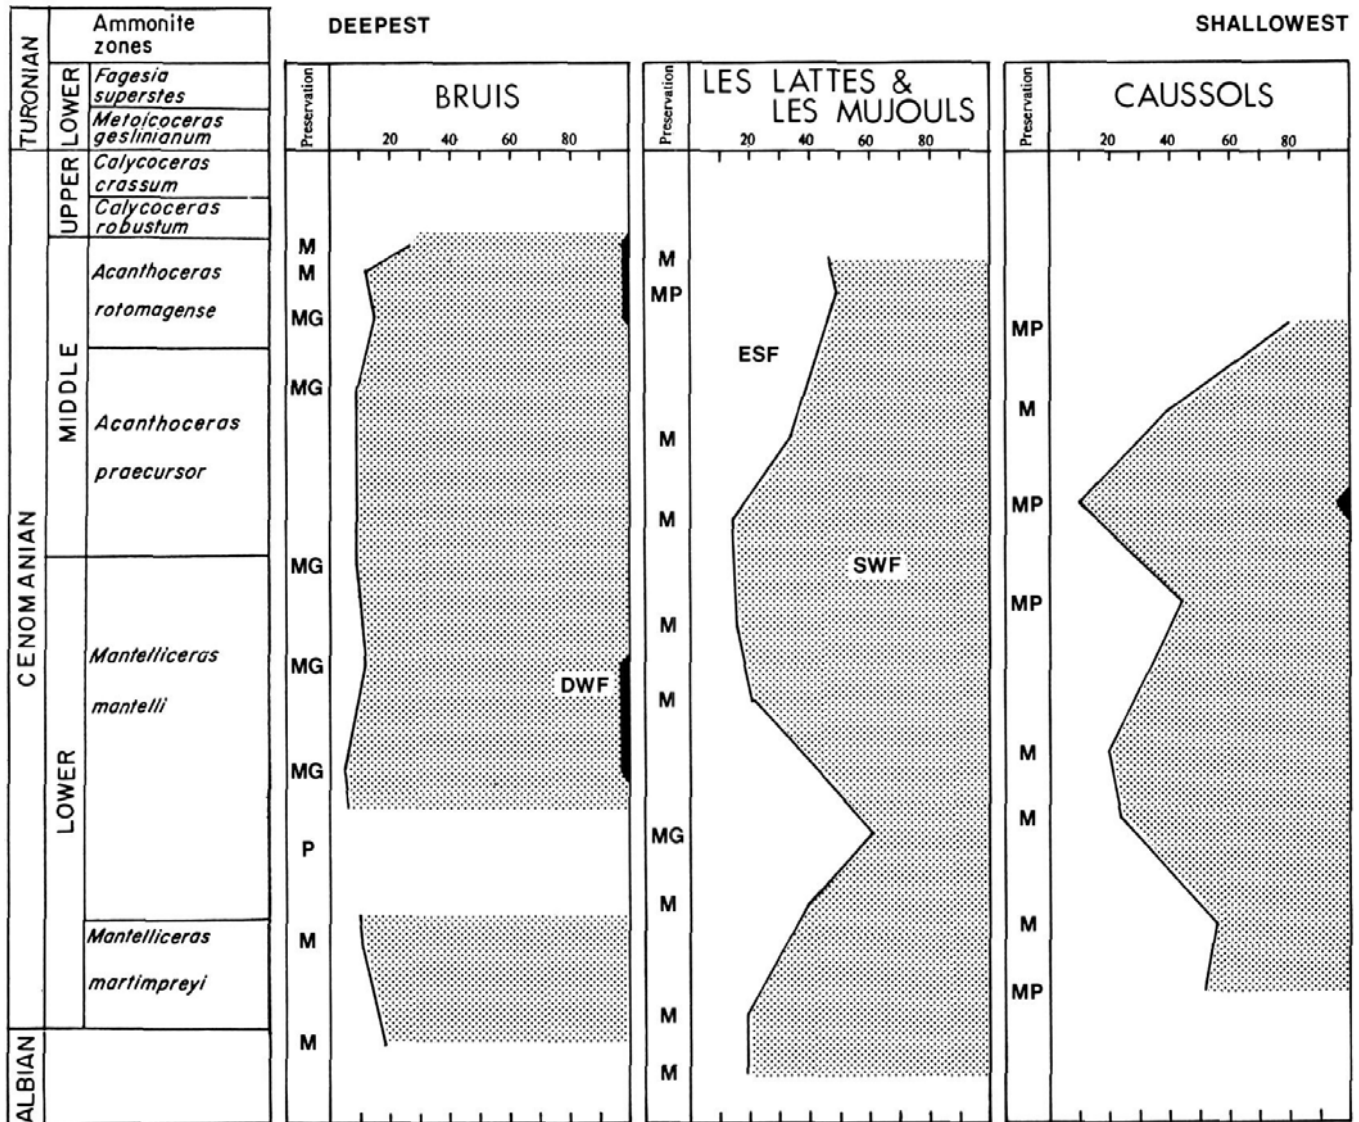 Ammonite
zones
DEEPEST
SHALLOWEST
TURONIAN
LOWER
Fagesia
superstes
Metoicoceras
geslinianum
CENOMANIAN
UPPER
Calycoceras
crassum
Calycoceras
robustum
MIDDLE
Acanthoceras
rotomagense
Acanthoceras
praecursor
LOWER
Mantelliceras
mantelli
Mantelliceras
martimpreyi
ALBIAN
Preservation
BRUIS
20 40 60 80
M
M
MG
MG
MG
MG
DWF
MG
P
M
M
Preservation
LES LATTES &
LES MUJOULS
20 40 60 80
M
MP
ESF
M
M
SWF
M
M
MG
M
M
M
Preservation
CAUSSOLS
20 40 60 80
MP
M
MP
MP
M
M
M
MP